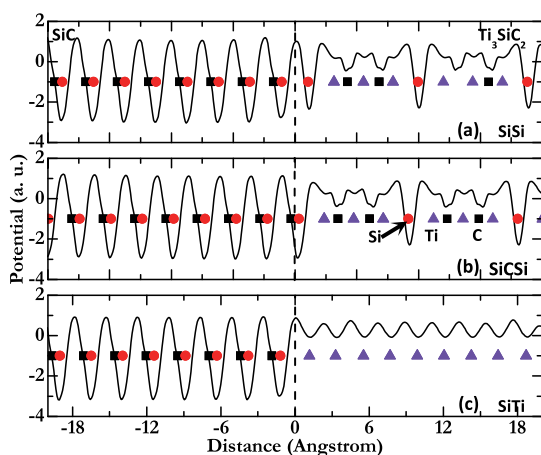 SiC
Ti3SiC2
2
0
-2
-4
(a)
SiSi
2
0
-2
-4
Si
Ti
C
(b)
SiCSi
2
0
-2
-4
(c)
SiTi
-18 -12 -6 0 6 12 18
Distance (Angstrom)
Potential (a. u.)